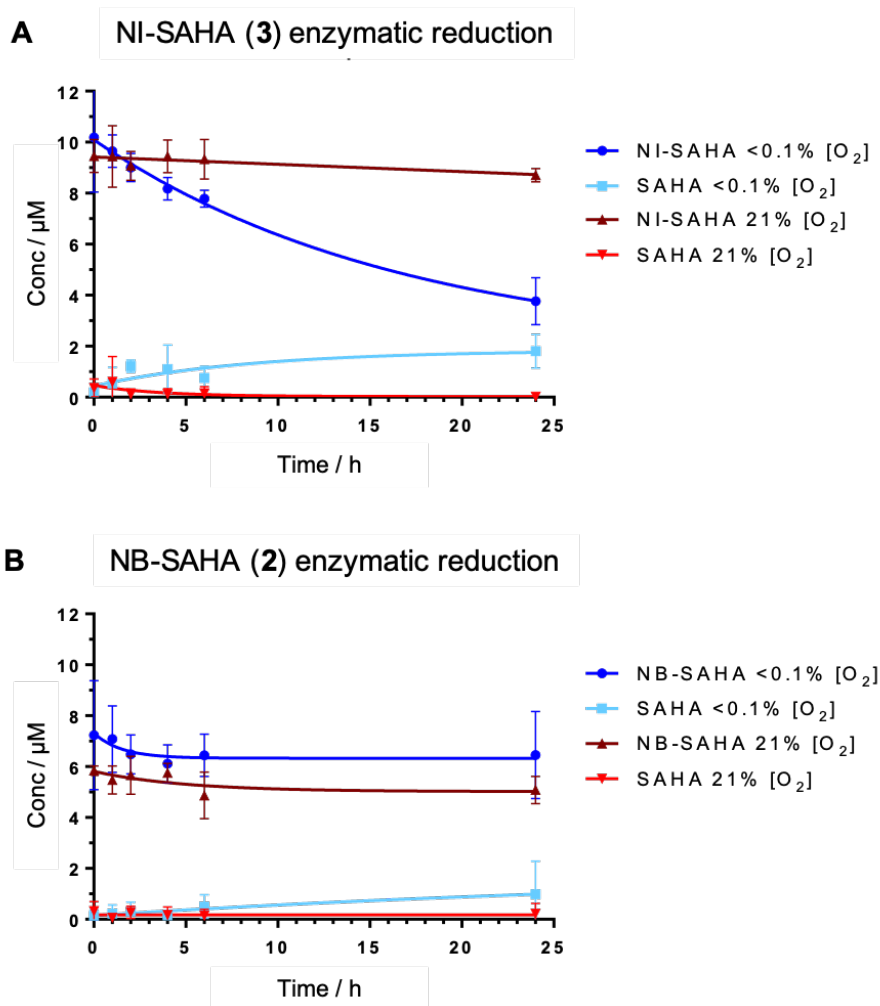 A
NI-SAHA (3) enzymatic reduction
12
10
8
6
4
2
0
Conc / µM
0 5 10 15 20 25
Time / h
NI-SAHA <0.1% [O₂]
SAHA <0.1% [O₂]
NI-SAHA 21% [O₂]
SAHA 21% [O₂]
B
NB-SAHA (2) enzymatic reduction
12
10
8
6
4
2
0
Conc / µM
0 5 10 15 20 25
Time / h
NB-SAHA <0.1% [O₂]
SAHA <0.1% [O₂]
NB-SAHA 21% [O₂]
SAHA 21% [O₂]